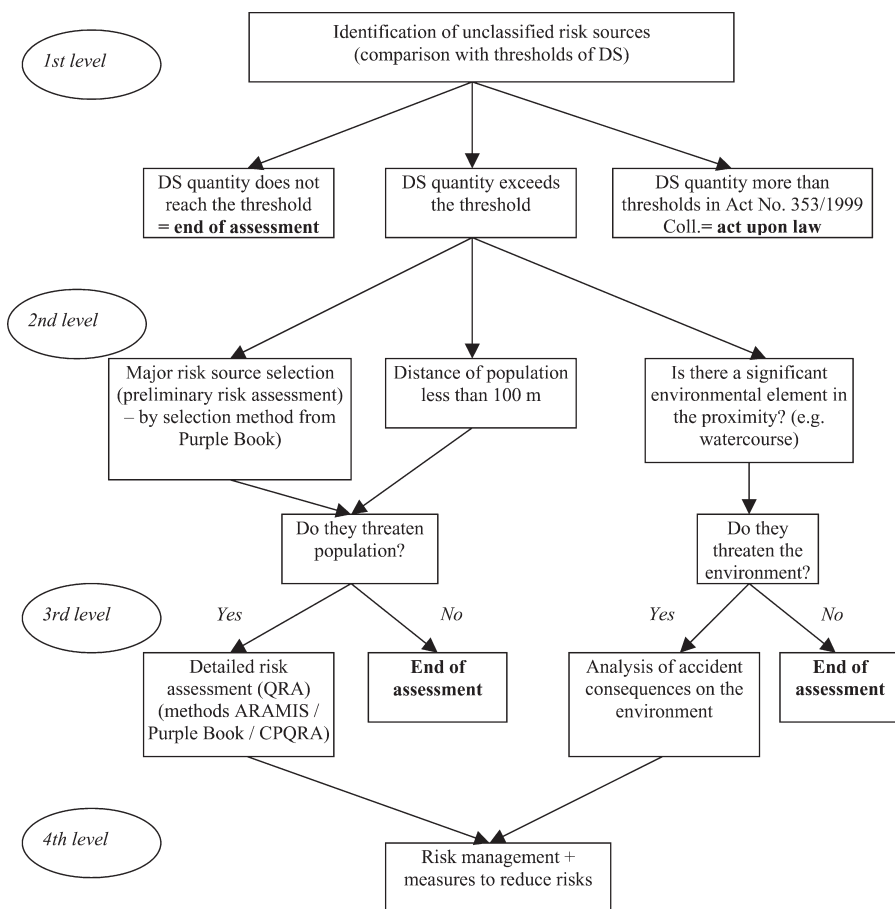 1st level
Identification of unclassified risk sources
(comparison with thresholds of DS)
DS quantity does not
reach the threshold
= end of assessment
DS quantity exceeds
the threshold
DS quantity more than
thresholds in Act No. 353/1999
Coll.= act upon law
2nd level
Major risk source selection
(preliminary risk assessment)
– by selection method from
Purple Book)
Distance of population
less than 100 m
Is there a significant
environmental element in
the proximity? (e.g.
watercourse)
Do they threaten
population?
Do they
threaten the
environment?
3rd level
Yes
No
Yes
No
Detailed risk
assessment (QRA)
(methods ARAMIS /
Purple Book / CPQRA)
End of
assessment
Analysis of accident
consequences on the
environment
End of
assessment
4th level
Risk management +
measures to reduce risks